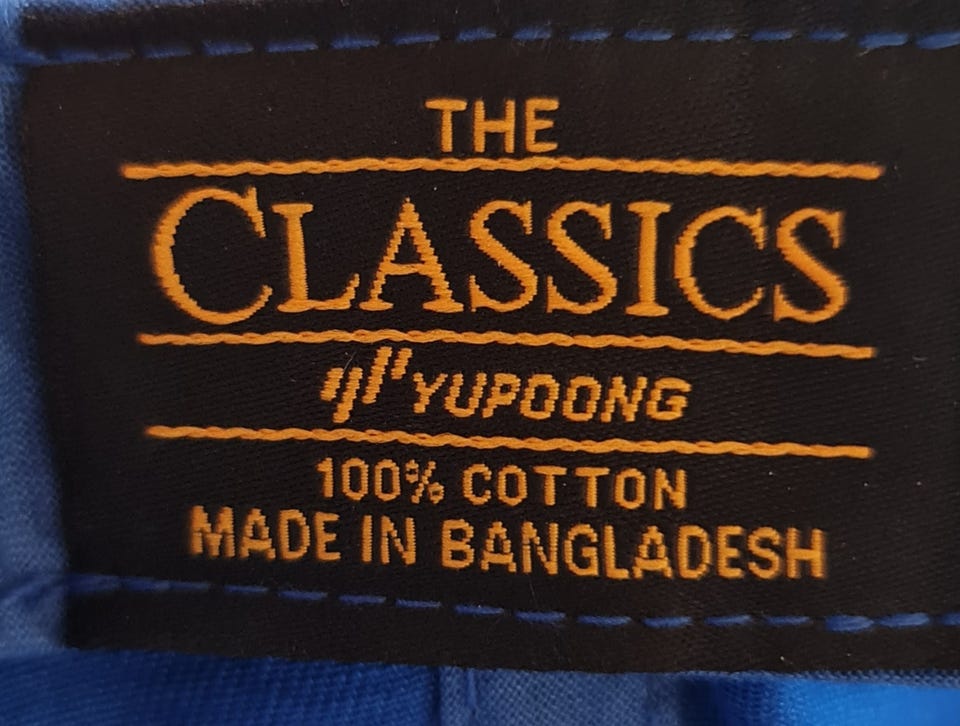 THE
CLASSICS
YUPOONG
100% COTTON
MADE IN BANGLADESH